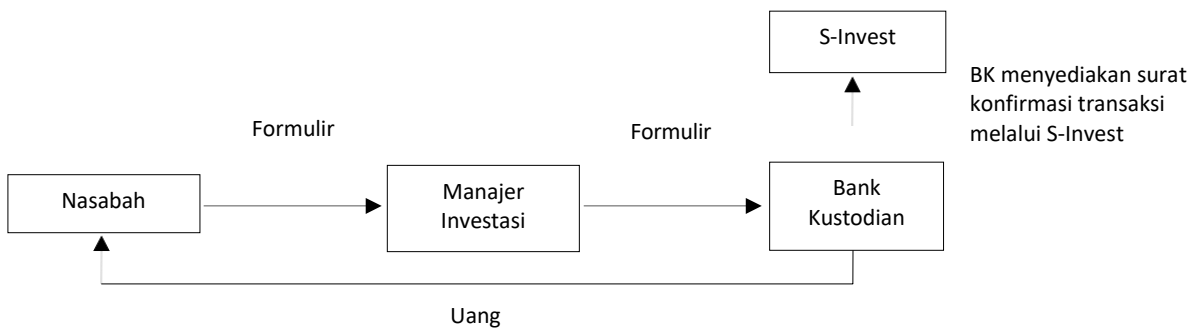 S-Invest
BK menyediakan surat
konfirmasi transaksi
melalui S-Invest
Formulir
Formulir
Nasabah
Manajer
Investasi
Bank
Kustodian
Uang